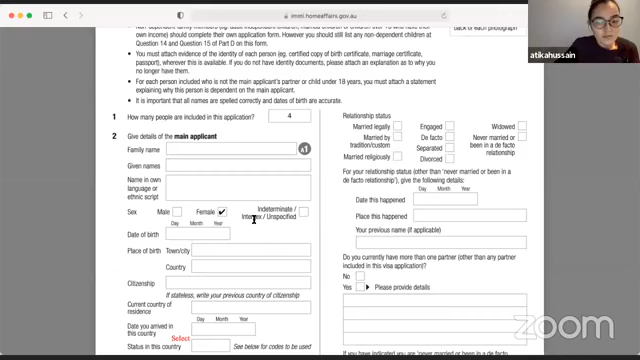 immi.homeaffairs.gov.au
back of each photograph
own income) should complete their own application form. However you should still list any non-dependent children at
Question 14 and Question 15 of Part D on this form.
• You must attach evidence of the identity of each person (eg. certified copy of birth certificate, marriage certificate,
passport), wherever this is available. If you do not have identity documents, please attach an explanation as to why you
no longer have them.
• For each person included who is not the main applicant's partner or child under 18 years, you must attach a statement
explaining why this person is dependent on the main applicant.
• It is important that all names are spelled correctly and dates of birth are accurate.
atikahussain
1 How many people are included in this application? 4
2 Give details of the main applicant
Family name A1
Given names
Name in own
language or
ethnic script
Sex Male Female ✔ Indeterminate /
Intersex / Unspecified
Day Month Year
Date of birth
Place of birth Town/city
Country
Citizenship
If stateless, write your previous country of citizenship
Current country of
residence
Day Month Year
Date you arrived in
this country
Select
Status in this country See below for codes to be used
Relationship status
Married legally Engaged Widowed
Married by
tradition/custom De facto Never married or
been in a de facto
relationship
Separated
Married religiously Divorced
For your relationship status (other than 'never married or been in
a de facto relationship'), give the following details:
Day Month Year
Date this happened
Place this happened
Your previous name (if applicable)
Do you currently have more than one partner (other than any partner
included in this visa application)?
No
Yes Please provide details
If you have indicated you are 'never married or been in a de facto
zoom